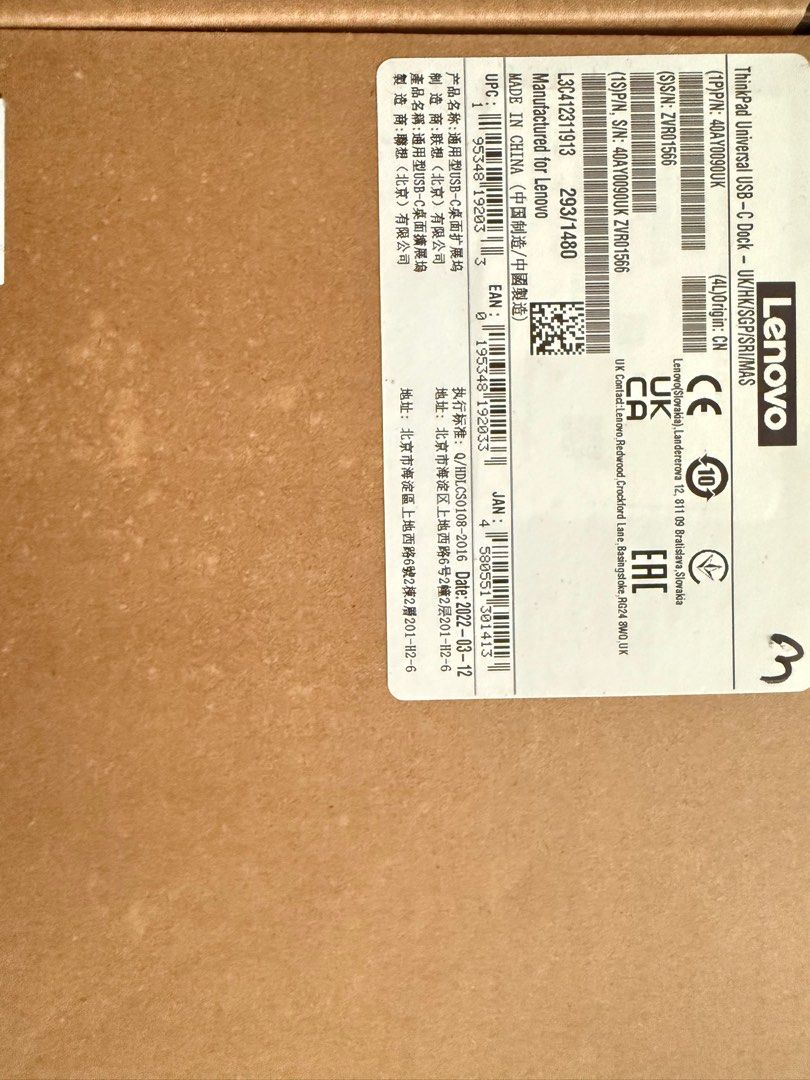 Lenovo
3
ThinkPad Universal USB-C Dock - UK/HK/SGP/SRI/MAS
(1P)P/N: 40AY0090UK
(4L)Origin: CN
(S)S/N: ZVR01566
(1S)P/N, S/N: 40AY0090UK ZVR01566
CE
10
UK
CA
EAC
Lenovo(Slovakia),Landererova 12, 811 09 Bratislava,Slovakia
UK Contact:Lenovo,Redwood,Crockford Lane,Basingstoke,RG24 8WQ,UK
L3C412311913 293/1480
Manufactured for Lenovo
MADE IN CHINA (中国制造/中國製造)
UPC: 1 95348 19203 3
EAN: 0 195348 192033
JAN: 4 580551 301413
产品名称:通用型USB-C桌面扩展坞
执行标准: Q/HDLCS0108-2016 Date: 2022-03-12
制 造 商:联想（北京）有限公司
地址: 北京市海淀区上地西路6号2幢2层201-H2-6
產品名稱:通用型USB-C桌面擴展塢
製 造 商:聯想（北京）有限公司
地址: 北京市海淀區上地西路6號2棟2層201-H2-6